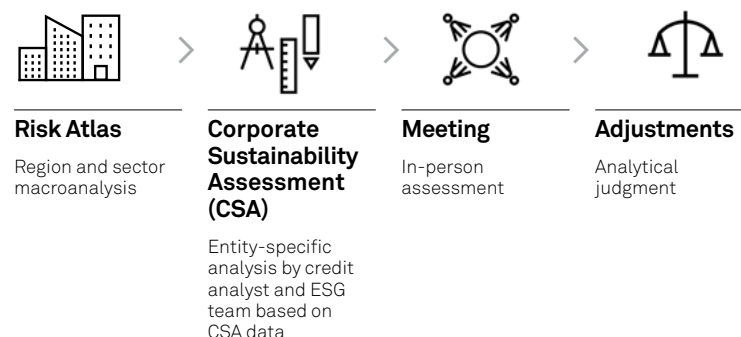 Risk Atlas
Region and sector
macroanalysis
Corporate
Sustainability
Assessment
(CSA)
Entity-specific
analysis by credit
analyst and ESG
team based on
CSA data
Meeting
In-person
assessment
Adjustments
Analytical
judgment